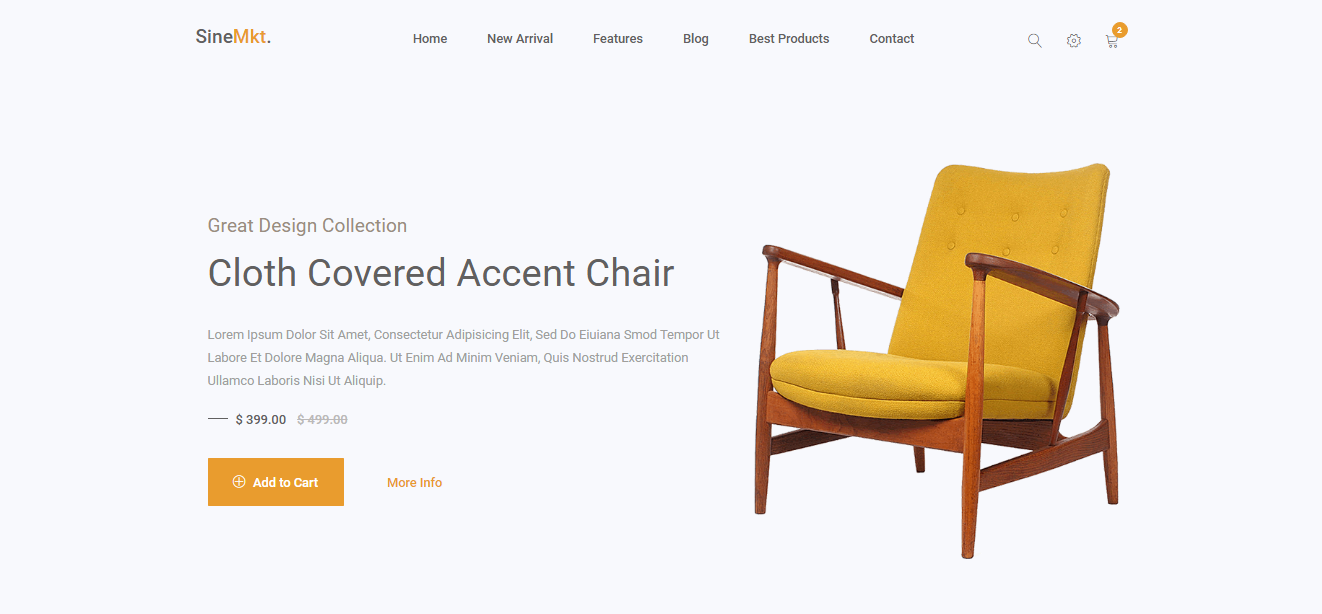 SineMkt.
Home
New Arrival
Features
Blog
Best Products
Contact
2
Great Design Collection
Cloth Covered Accent Chair
Lorem Ipsum Dolor Sit Amet, Consectetur Adipisicing Elit, Sed Do Eiuiana Smod Tempor Ut
Labore Et Dolore Magna Aliqua. Ut Enim Ad Minim Veniam, Quis Nostrud Exercitation
Ullamco Laboris Nisi Ut Aliquip.
$ 399.00 $ 499.00
Add to Cart
More Info